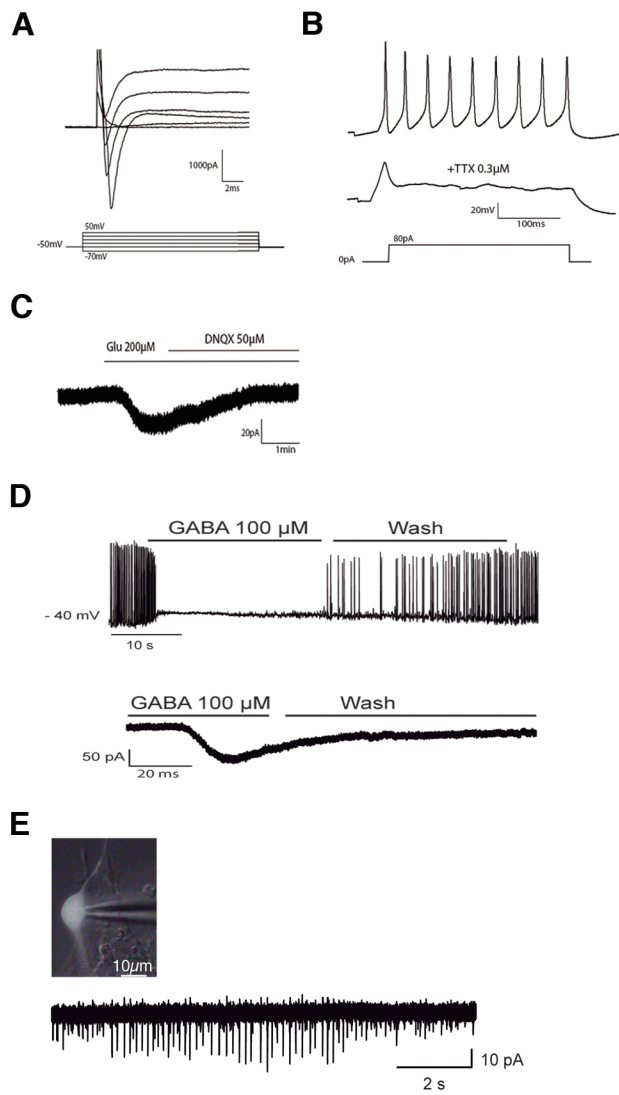 A
1000pA
2ms
50mV
-50mV
-70mV
B
+TTX 0.3µM
20mV
100ms
80pA
0pA
C
Glu 200µM
DNQX 50µM
20pA
1min
D
GABA 100 µM
Wash
- 40 mV
10 s
GABA 100 µM
Wash
50 pA
20 ms
E
10µm
10 pA
2 s